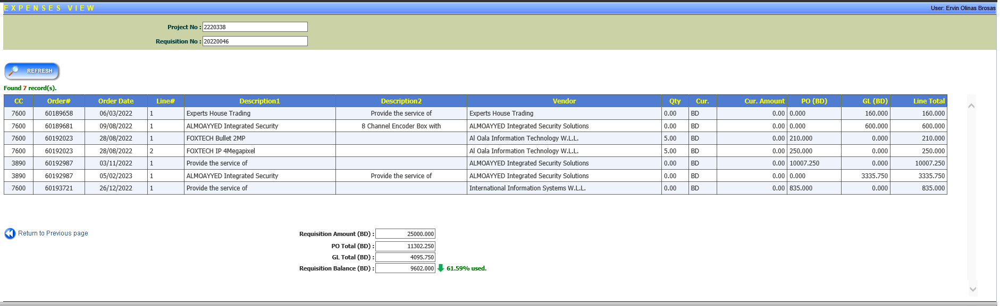 EXPENSES VIEW User: Ervin Olinas Brosas
Project No : 2220338
Requisition No : 20220046
REFRESH
Found 7 record(s).
CC Order# Order Date Line# Description1 Description2 Vendor Qty Cur. Cur. Amount PO (BD) GL (BD) Line Total
7600 60189658 06/03/2022 1 Experts House Trading Provide the service of Experts House Trading 0.00 BD 0.00 0.000 160.000 160.000
7600 60189681 09/08/2022 1 ALMOAYYED Integrated Security 8 Channel Encoder Box with ALMOAYYED Integrated Security Solutions 0.00 BD 0.00 0.000 600.000 600.000
7600 60192023 28/08/2022 1 FOXTECH Bullet 2MP Al Oala Information Technology W.L.L. 5.00 BD 0.00 210.000 0.000 210.000
7600 60192023 28/08/2022 2 FOXTECH IP 4Megapixel Al Oala Information Technology W.L.L. 5.00 BD 0.00 250.000 0.000 250.000
3890 60192987 03/11/2022 1 Provide the service of ALMOAYYED Integrated Security Solutions 0.00 BD 0.00 10007.250 0.000 10007.250
3890 60192987 05/02/2023 1 ALMOAYYED Integrated Security Provide the service of ALMOAYYED Integrated Security Solutions 0.00 BD 0.00 0.000 3335.750 3335.750
7600 60193721 26/12/2022 1 Provide the service of International Information Systems W.L.L. 0.00 BD 0.00 835.000 0.000 835.000
Return to Previous page
Requisition Amount (BD) : 25000.000
PO Total (BD) : 11302.250
GL Total (BD) : 4095.750
Requisition Balance (BD) : 9602.000 61.59% used.